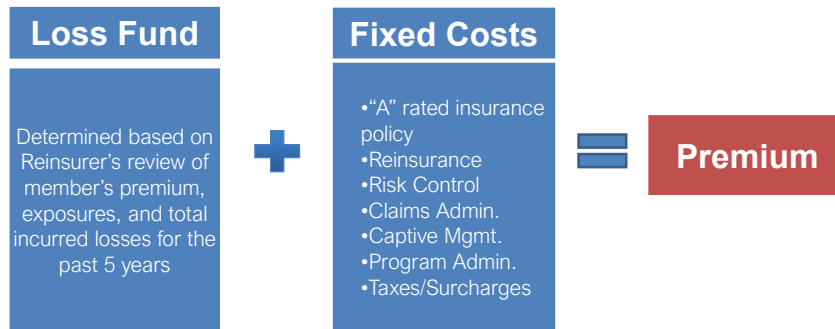 Loss Fund
Determined based on
Reinsurer's review of
member's premium,
exposures, and total
incurred losses for the
past 5 years
Fixed Costs
•“A” rated insurance
policy
•Reinsurance
•Risk Control
•Claims Admin.
•Captive Mgmt.
•Program Admin.
•Taxes/Surcharges
Premium